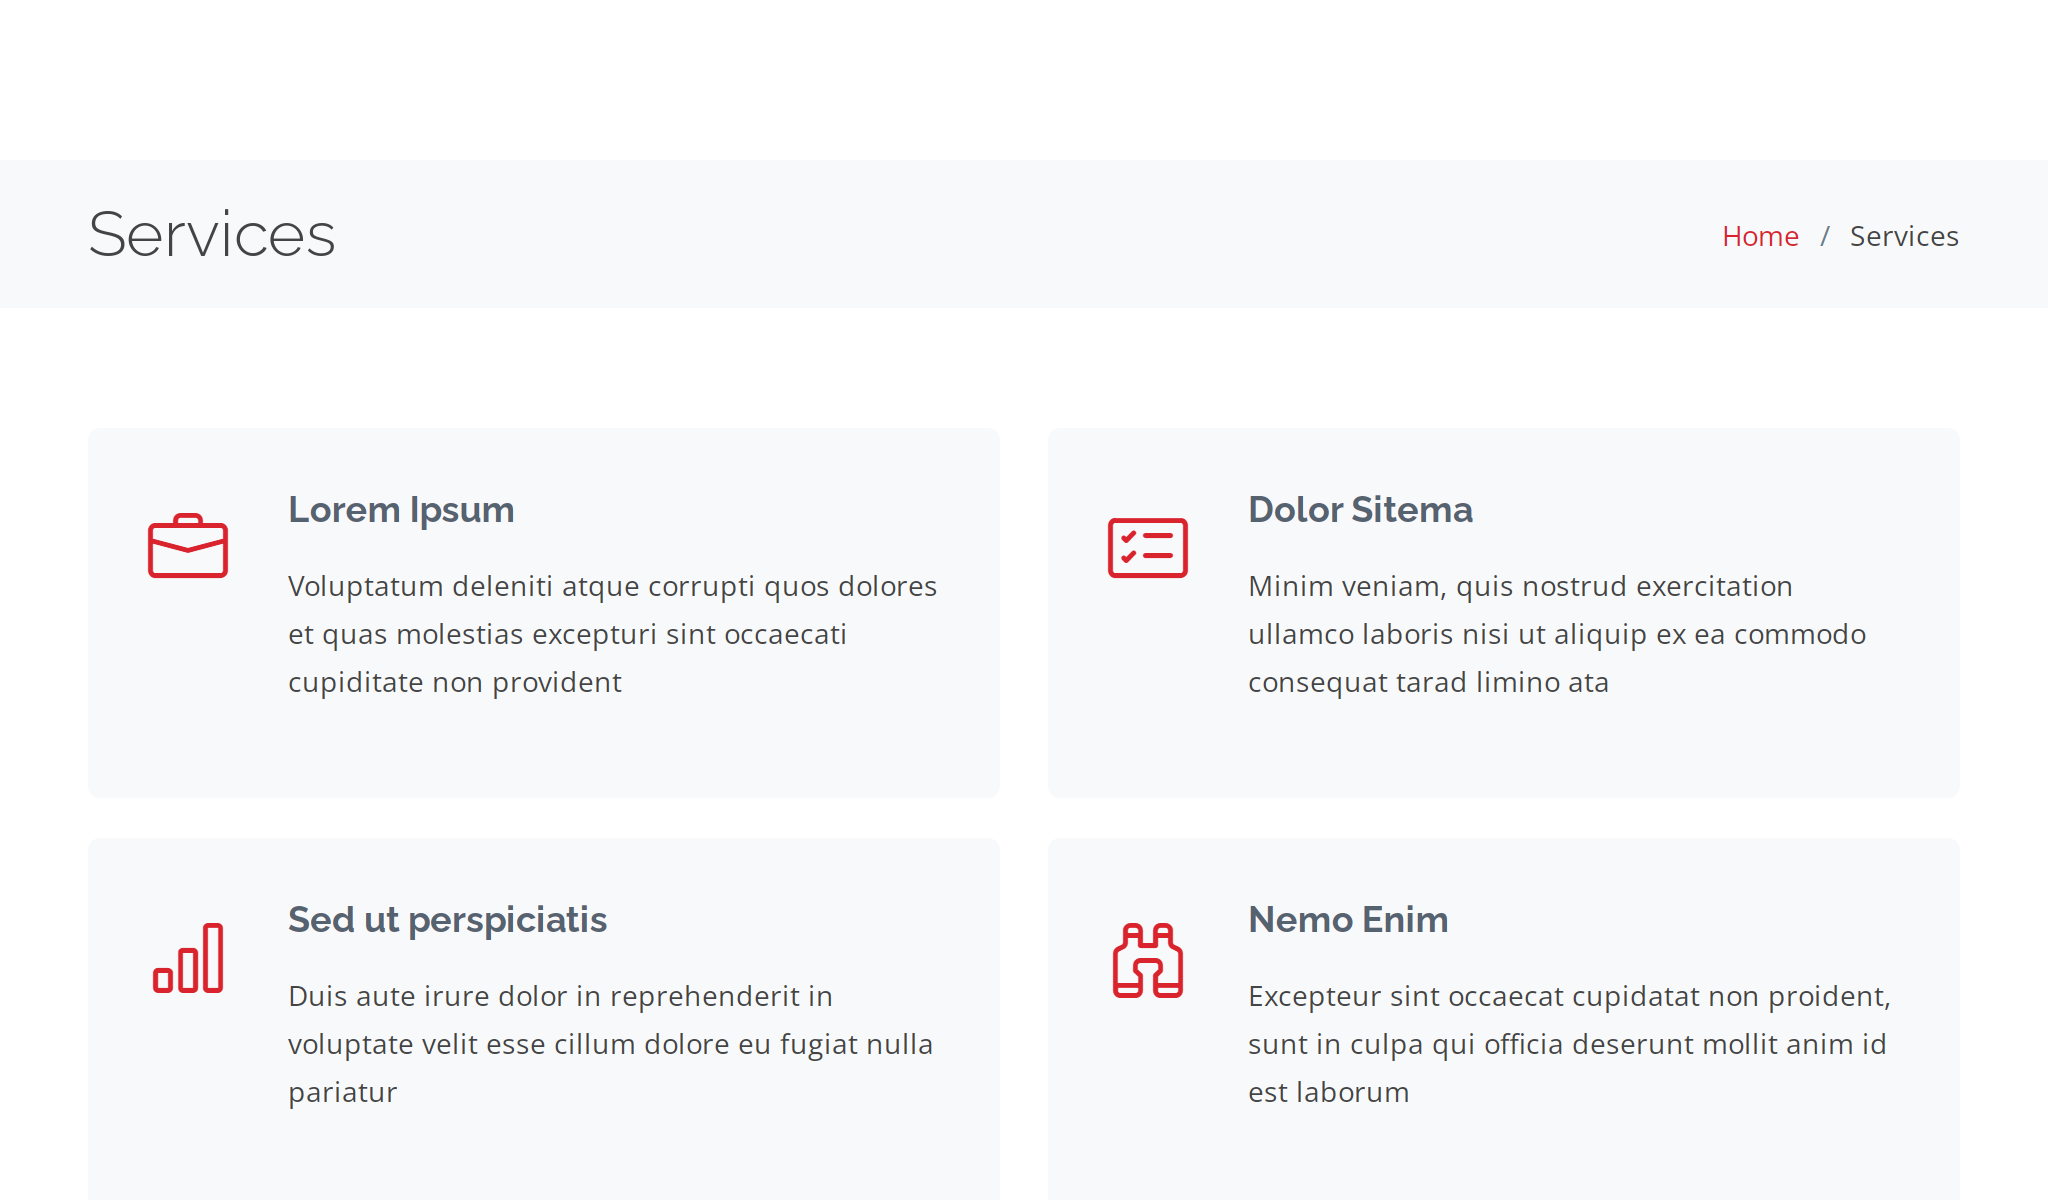 Services
Home / Services
Lorem Ipsum
Voluptatum deleniti atque corrupti quos dolores
et quas molestias excepturi sint occaecati
cupiditate non provident
Dolor Sitema
Minim veniam, quis nostrud exercitation
ullamco laboris nisi ut aliquip ex ea commodo
consequat tarad limino ata
Sed ut perspiciatis
Duis aute irure dolor in reprehenderit in
voluptate velit esse cillum dolore eu fugiat nulla
pariatur
Nemo Enim
Excepteur sint occaecat cupidatat non proident,
sunt in culpa qui officia deserunt mollit anim id
est laborum